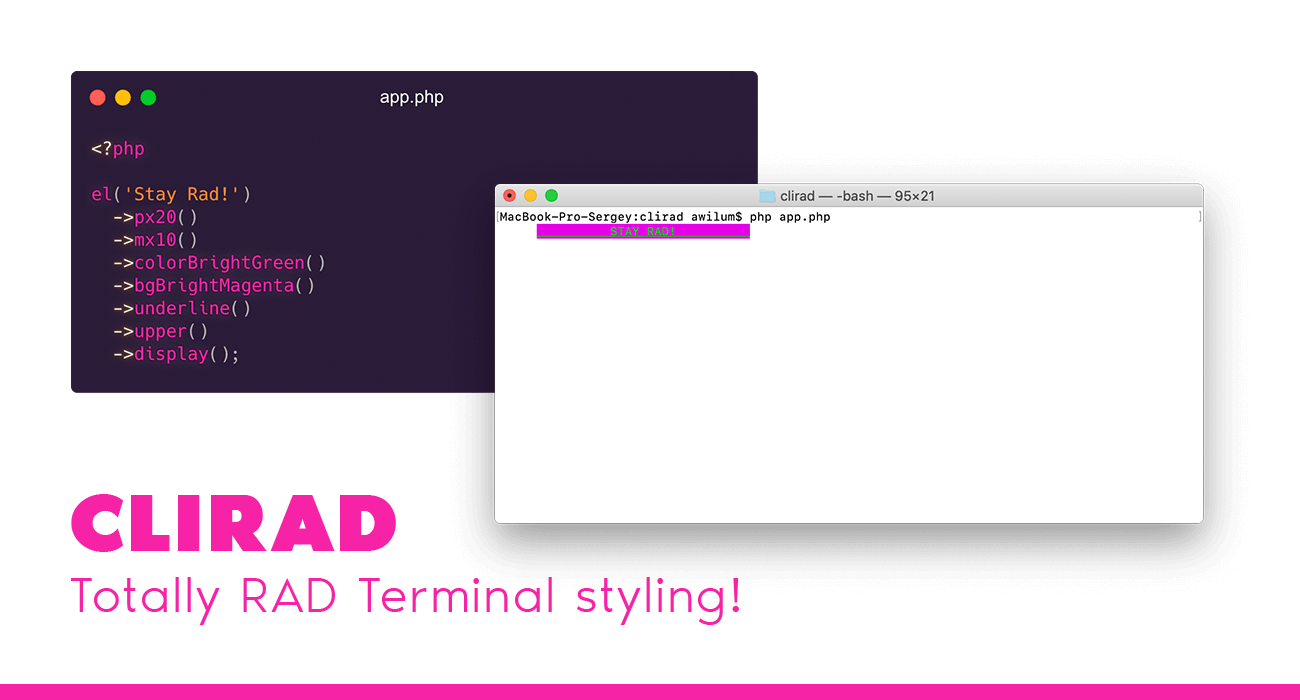 app.php
<?php
el('Stay Rad!')
->px20()
->mx10()
->colorBrightGreen()
->bgBrightMagenta()
->underline()
->upper()
->display();
clirad — -bash — 95×21
[MacBook-Pro-Sergey:clirad awilum$ php app.php ]
STAY RAD!
CLIRAD
Totally RAD Terminal styling!